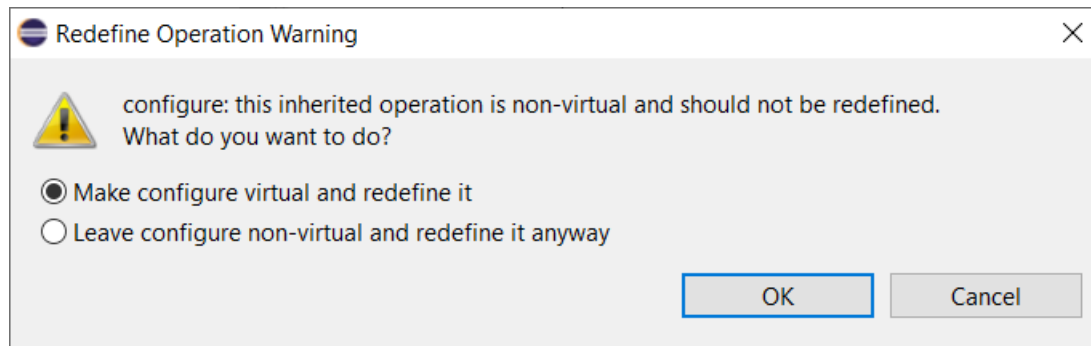 Redefine Operation Warning
configure: this inherited operation is non-virtual and should not be redefined.
What do you want to do?
Make configure virtual and redefine it
Leave configure non-virtual and redefine it anyway
OK
Cancel